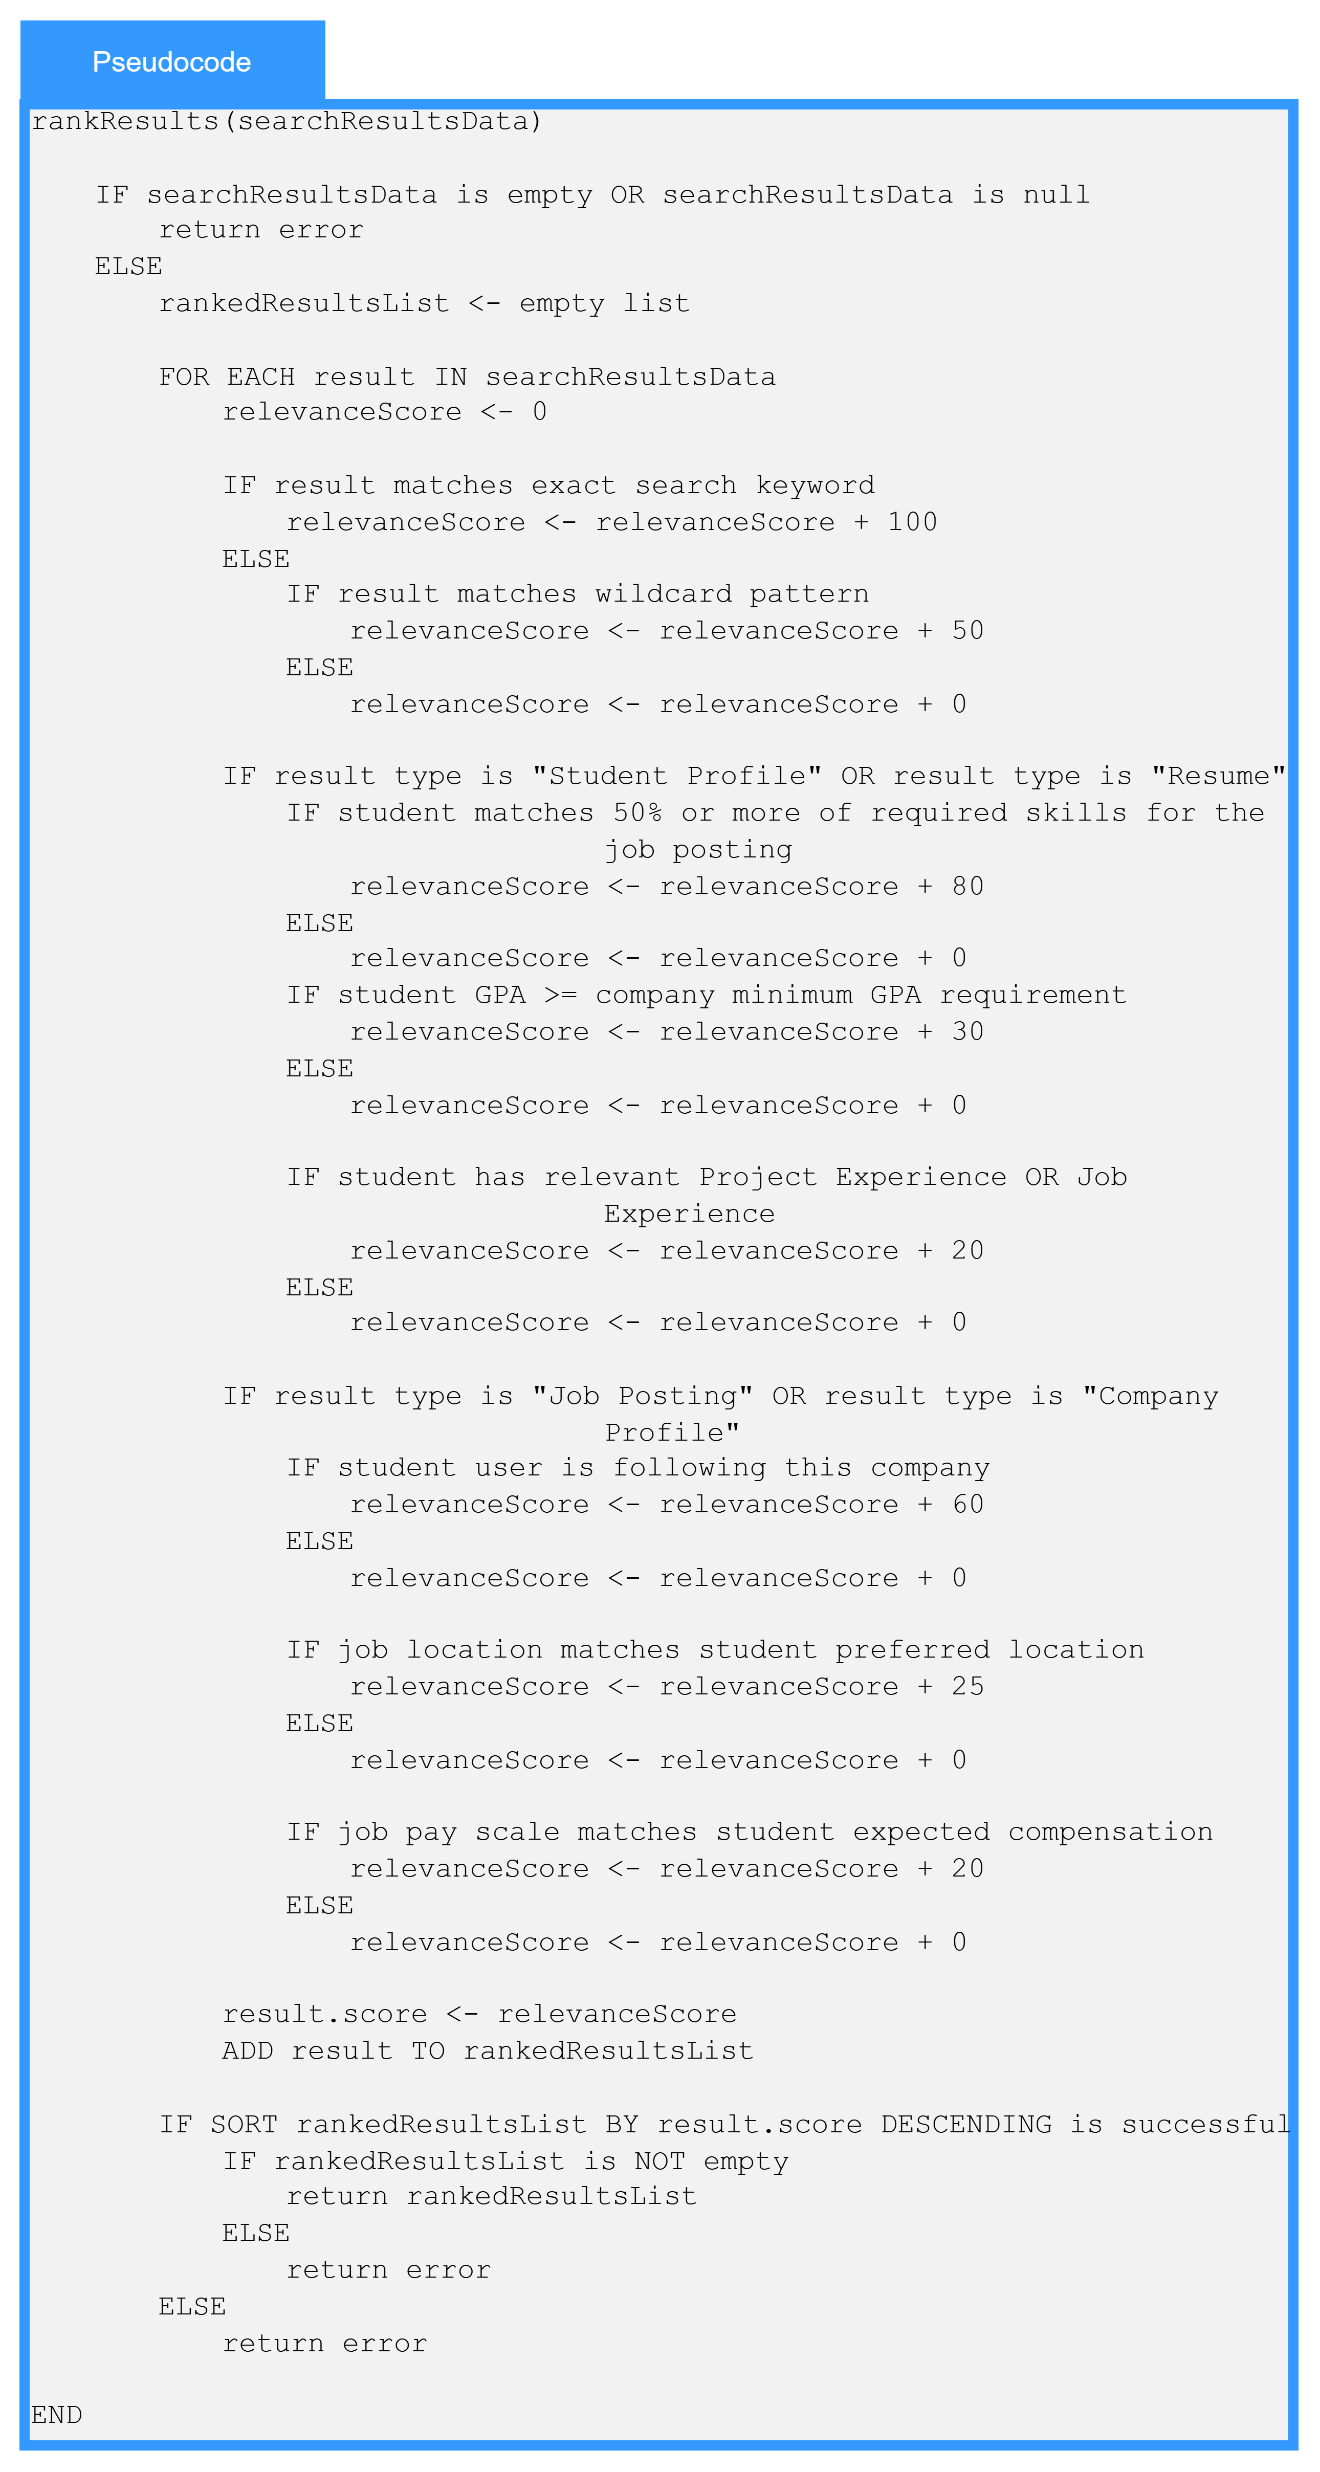 Pseudocode
rankResults(searchResultsData)
IF searchResultsData is empty OR searchResultsData is null
return error
ELSE
rankedResultsList <- empty list
FOR EACH result IN searchResultsData
relevanceScore <- 0
IF result matches exact search keyword
relevanceScore <- relevanceScore + 100
ELSE
IF result matches wildcard pattern
relevanceScore <- relevanceScore + 50
ELSE
relevanceScore <- relevanceScore + 0
IF result type is "Student Profile" OR result type is "Resume"
IF student matches 50% or more of required skills for the
job posting
relevanceScore <- relevanceScore + 80
ELSE
relevanceScore <- relevanceScore + 0
IF student GPA >= company minimum GPA requirement
relevanceScore <- relevanceScore + 30
ELSE
relevanceScore <- relevanceScore + 0
IF student has relevant Project Experience OR Job
Experience
relevanceScore <- relevanceScore + 20
ELSE
relevanceScore <- relevanceScore + 0
IF result type is "Job Posting" OR result type is "Company
Profile"
IF student user is following this company
relevanceScore <- relevanceScore + 60
ELSE
relevanceScore <- relevanceScore + 0
IF job location matches student preferred location
relevanceScore <- relevanceScore + 25
ELSE
relevanceScore <- relevanceScore + 0
IF job pay scale matches student expected compensation
relevanceScore <- relevanceScore + 20
ELSE
relevanceScore <- relevanceScore + 0
result.score <- relevanceScore
ADD result TO rankedResultsList
IF SORT rankedResultsList BY result.score DESCENDING is successful
IF rankedResultsList is NOT empty
return rankedResultsList
ELSE
return error
ELSE
return error
END